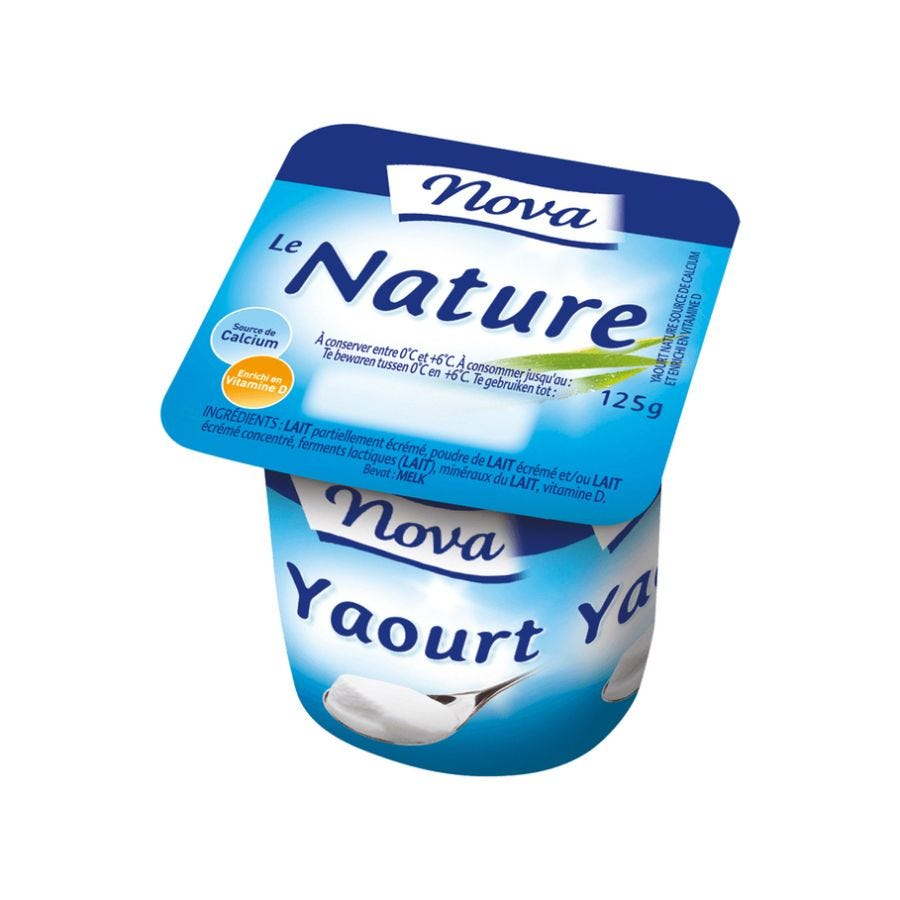 Nova
Le Nature
Source de
Calcium
Enrichi en
Vitamine D
À conserver entre 0°C et +6°C. À consommer jusqu'au :
Te bewaren tussen 0°C en +6°C. Te gebruiken tot :
125g
YAOURT NATURE SOURCE DE CALCIUM
ET ENRICHI EN VITAMINE D
INGRÉDIENTS : LAIT partiellement écrémé, poudre de LAIT écrémé et/ou LAIT
écrémé concentré, ferments lactiques (LAIT), minéraux du LAIT, vitamine D.
Bevat : MELK
Nova
Yaourt
Yao